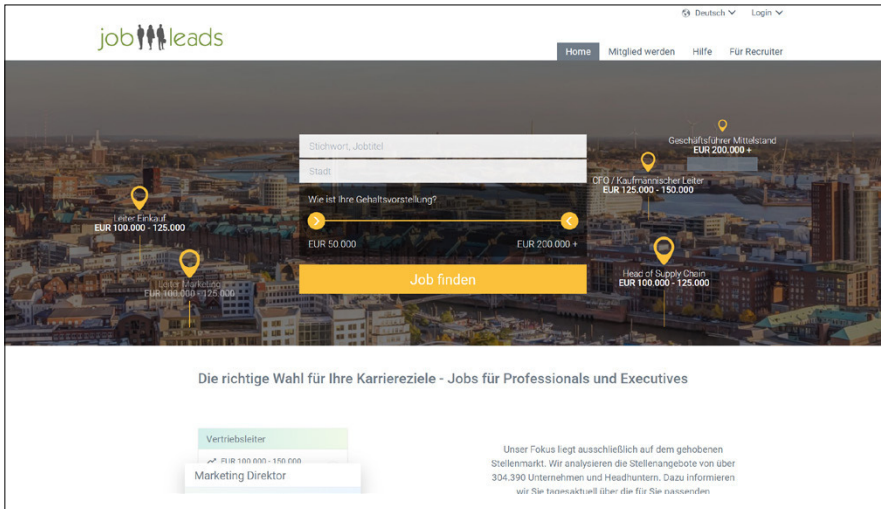 Deutsch Login
job leads
Home Mitglied werden Hilfe Für Recruiter
Stichwort, Jobtitel
Stadt
Wie ist Ihre Gehaltsvorstellung?
EUR 50.000 EUR 200.000 +
Job finden
Leiter Einkauf
EUR 100.000 - 125.000
Leiter Marketing
EUR 100.000 - 125.000
Geschäftsführer Mittelstand
EUR 200.000 +
CFO / Kaufmännischer Leiter
EUR 125.000 - 150.000
Head of Supply Chain
EUR 100.000 - 125.000
Die richtige Wahl für Ihre Karriereziele - Jobs für Professionals und Executives
Vertriebsleiter
EUR 100.000 - 150.000
Marketing Direktor
Unser Fokus liegt ausschließlich auf dem gehobenen
Stellenmarkt. Wir analysieren die Stellenangebote von über
304.390 Unternehmen und Headhuntern. Dazu informieren
wir Sie tagesaktuell über die für Sie passenden